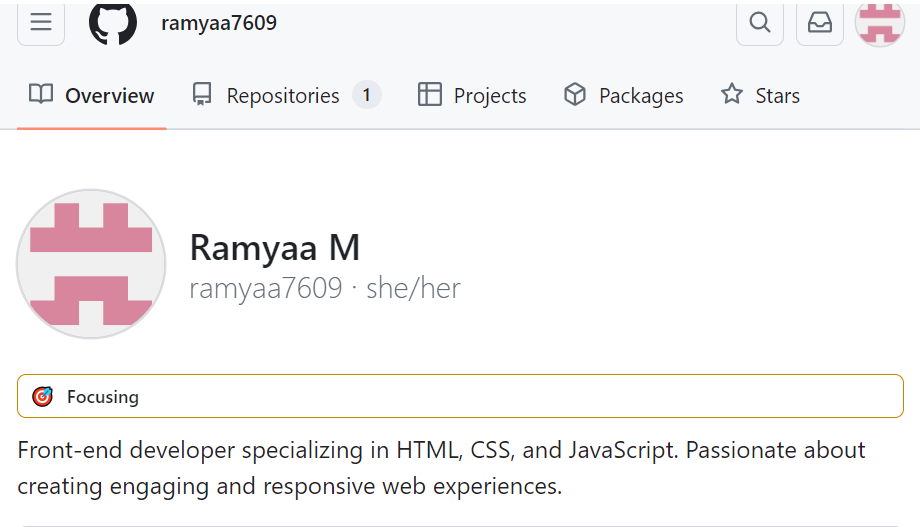 ramyaa7609
Overview Repositories 1 Projects Packages Stars
Ramyaa M
ramyaa7609 · she/her
Focusing
Front-end developer specializing in HTML, CSS, and JavaScript. Passionate about
creating engaging and responsive web experiences.